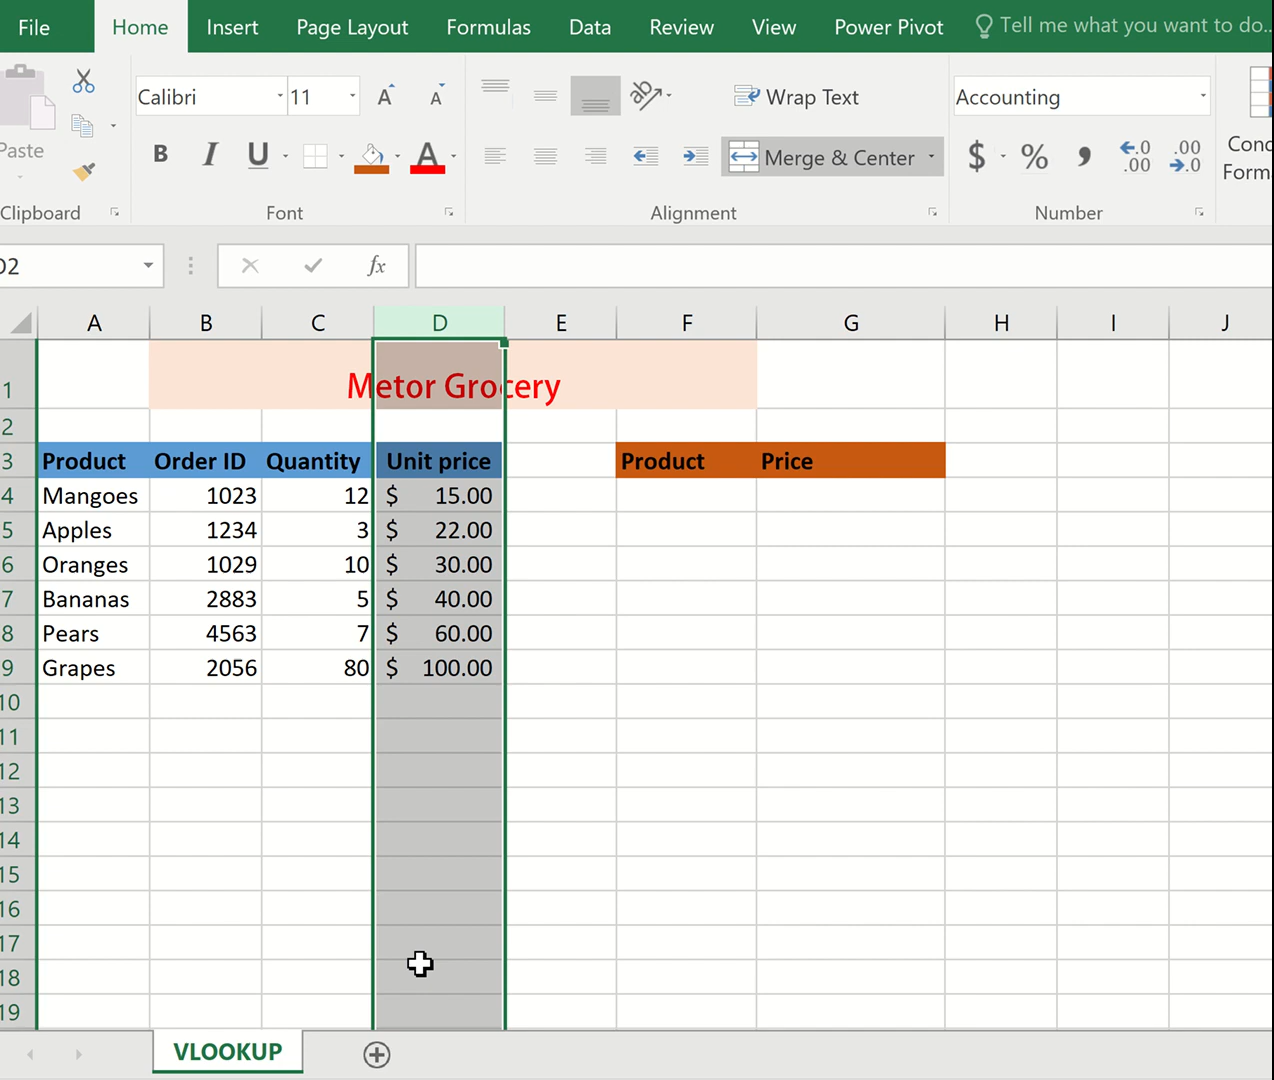 File Home Insert Page Layout Formulas Data Review View Power Pivot Tell me what you want to do...
Calibri 11 A A Wrap Text Accounting
Paste B I U A Merge & Center $ % , .0 .00 .00 .0 Conc
Form
Clipboard Font Alignment Number
D2 fx
A B C D E F G H I J
1 Metor Grocery
2
3 Product Order ID Quantity Unit price Product Price
4 Mangoes 1023 12 $ 15.00
5 Apples 1234 3 $ 22.00
6 Oranges 1029 10 $ 30.00
7 Bananas 2883 5 $ 40.00
8 Pears 4563 7 $ 60.00
9 Grapes 2056 80 $ 100.00
10
11
12
13
14
15
16
17
18
19
VLOOKUP